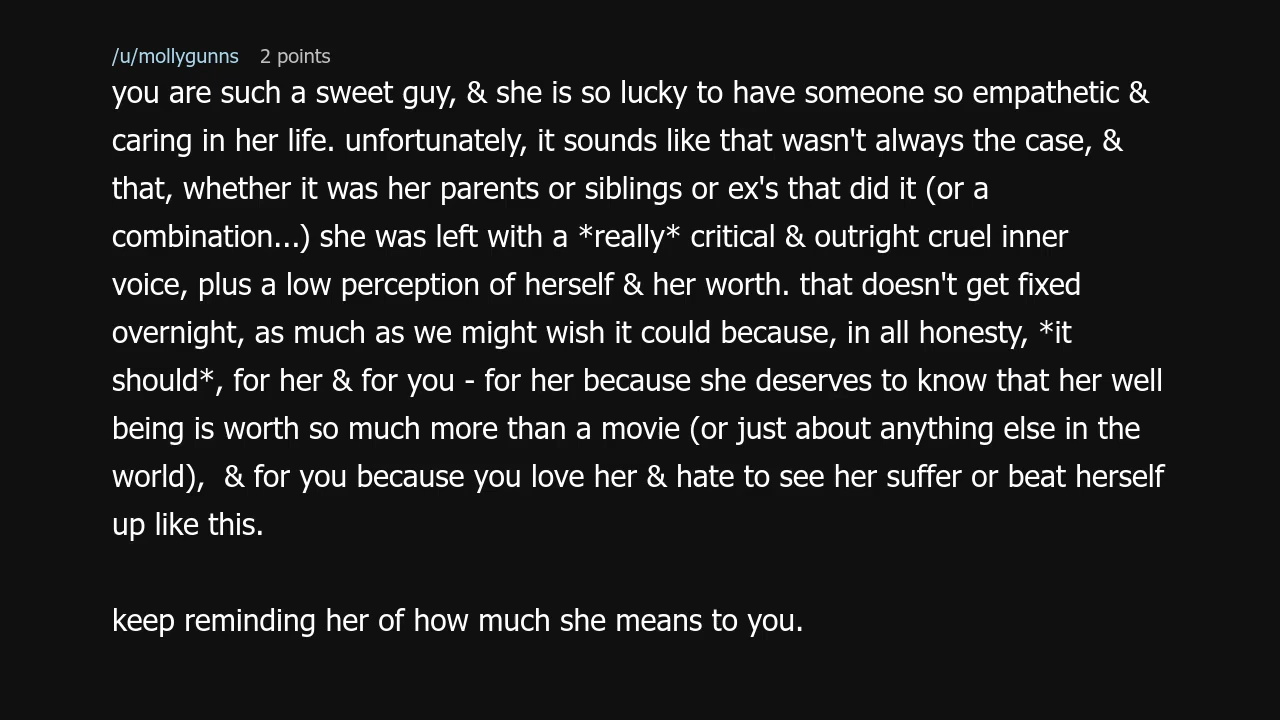 /u/mollygunns 2 points
you are such a sweet guy, & she is so lucky to have someone so empathetic &
caring in her life. unfortunately, it sounds like that wasn't always the case, &
that, whether it was her parents or siblings or ex's that did it (or a
combination...) she was left with a *really* critical & outright cruel inner
voice, plus a low perception of herself & her worth. that doesn't get fixed
overnight, as much as we might wish it could because, in all honesty, *it
should*, for her & for you - for her because she deserves to know that her well
being is worth so much more than a movie (or just about anything else in the
world),  & for you because you love her & hate to see her suffer or beat herself
up like this.
keep reminding her of how much she means to you.